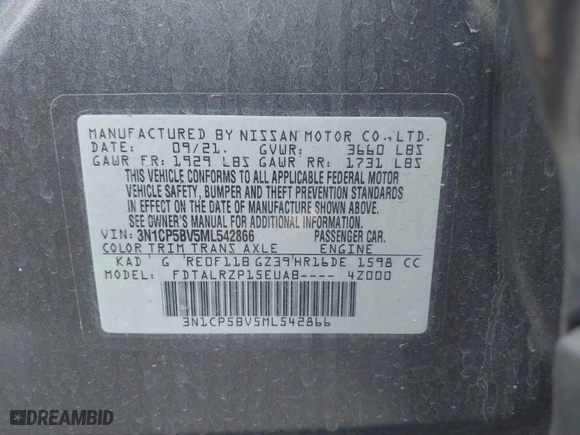 MANUFACTURED BY NISSAN MOTOR CO.,LTD.
DATE: 09/21. GVWR: 3660 LBS
GAWR FR: 1929 LBS GAWR RR: 1731 LBS
THIS VEHICLE CONFORMS TO ALL APPLICABLE FEDERAL MOTOR
VEHICLE SAFETY, BUMPER AND THEFT PREVENTION STANDARDS
IN EFFECT ON THE DATE OF MANUFACTURE SHOWN ABOVE.
SEE OWNER'S MANUAL FOR ADDITIONAL INFORMATION.
VIN: 3N1CP5BV5ML542866 PASSENGER CAR.
COLOR TRIM TRANS AXLE ENGINE
KAD' G 'RE0F11B GZ39'HR16DE 1598 CC
MODEL: FDTALRZP15EUAB---- 4Z000
3N1CP5BV5ML542866
DREAMBID